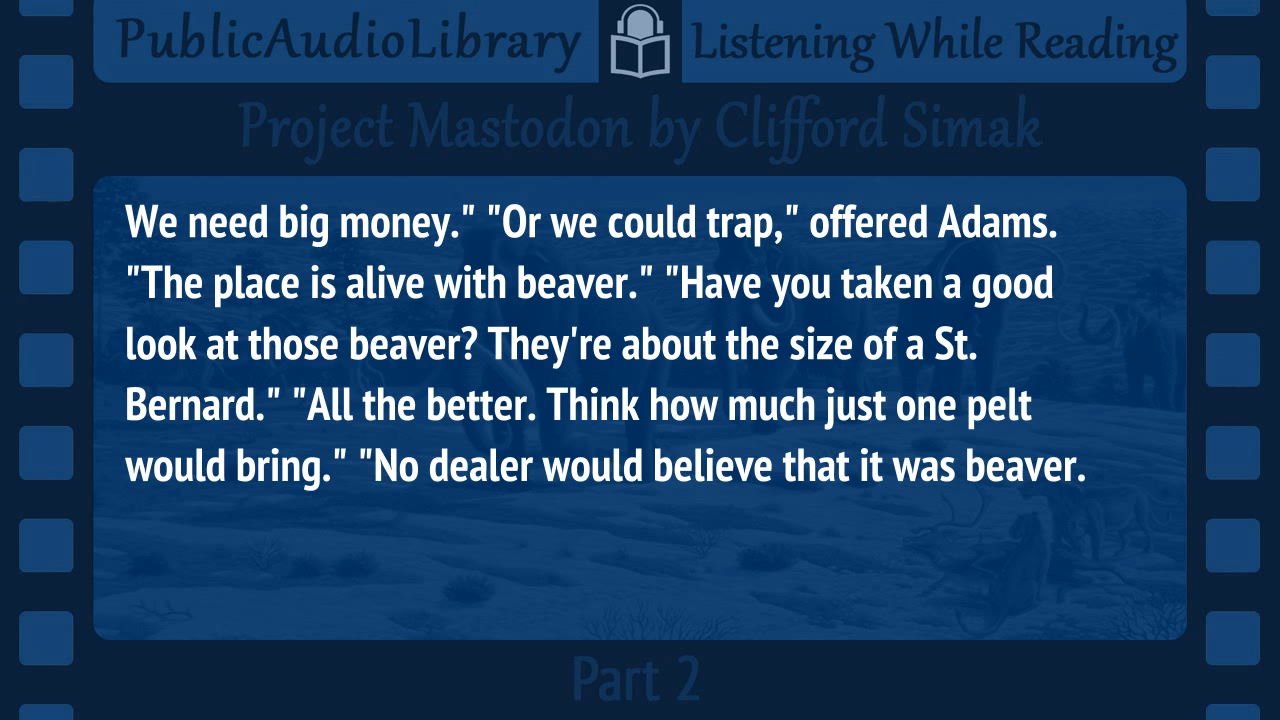 PublicAudioLibrary Listening While Reading
Project Mastodon by Clifford Simak
We need big money." "Or we could trap," offered Adams.
"The place is alive with beaver." "Have you taken a good
look at those beaver? They're about the size of a St.
Bernard." "All the better. Think how much just one pelt
would bring." "No dealer would believe that it was beaver.
Part 2